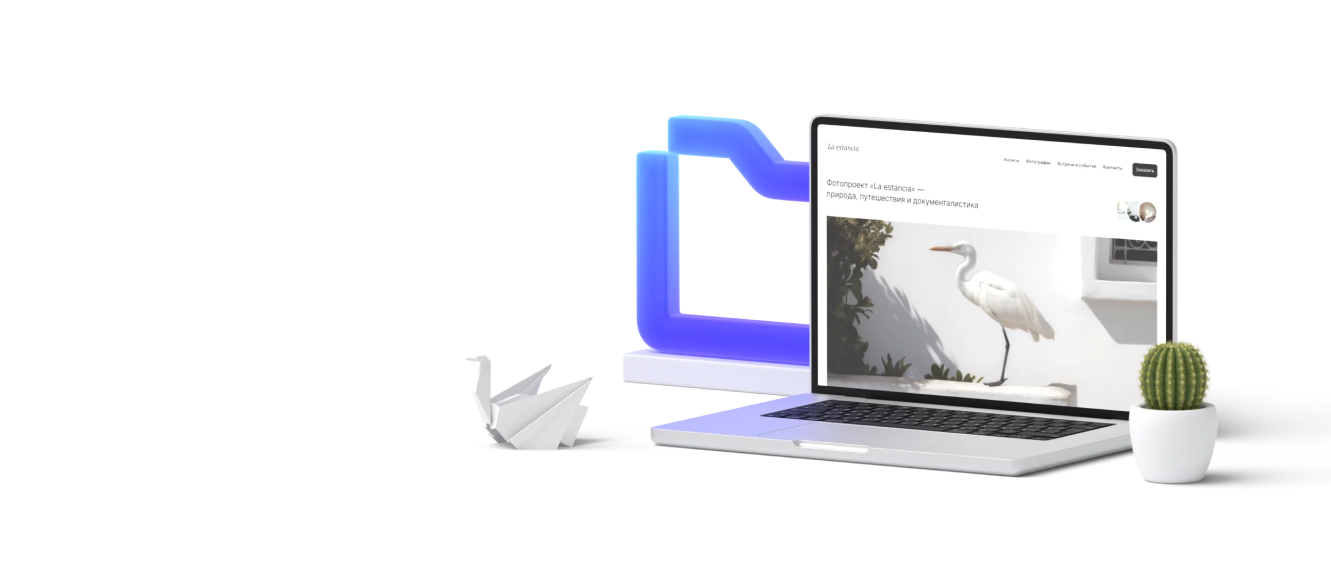 La estancia
Анонсы Фотографии Встречи и события Контакты Заказать
Фотопроект «La estancia» —
природа, путешествия и документалистика